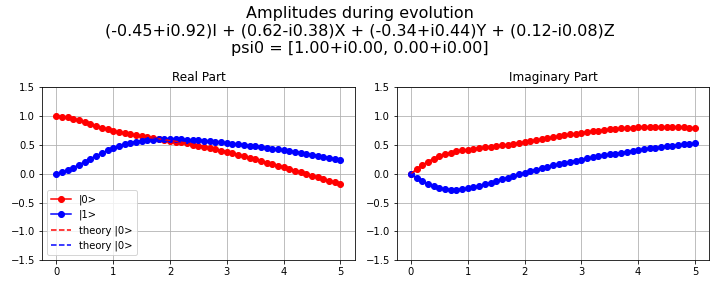 Amplitudes during evolution
(-0.45+i0.92)I + (0.62-i0.38)X + (-0.34+i0.44)Y + (0.12-i0.08)Z
psi0 = [1.00+i0.00, 0.00+i0.00]
Real Part
1.5
1.0
0.5
0.0
−0.5
−1.0
−1.5
|0>
|1>
theory |0>
theory |0>
0 1 2 3 4 5
Imaginary Part
1.5
1.0
0.5
0.0
−0.5
−1.0
−1.5
0 1 2 3 4 5